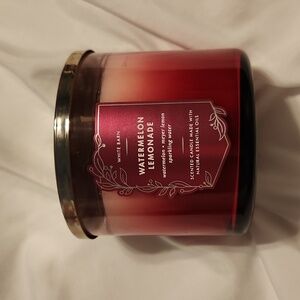 WHITE BARN
WATERMELON
LEMONADE
watermelon • meyer lemon
sparkling water
SCENTED CANDLE MADE WITH
NATURAL ESSENTIAL OILS